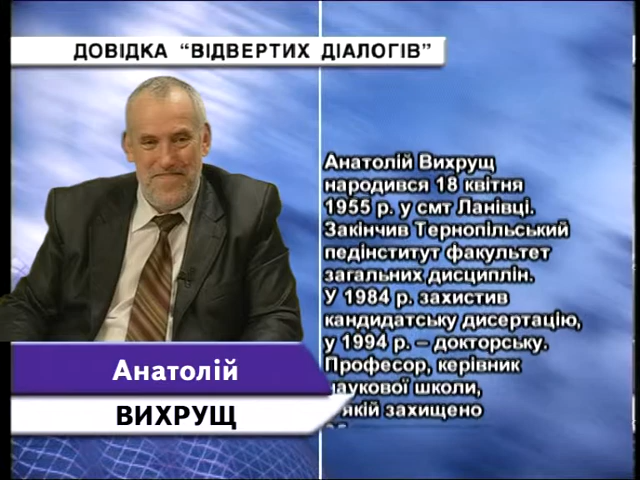 ДОВІДКА “ВІДВЕРТИХ ДІАЛОГІВ”
Анатолій Вихрущ
народився 18 квітня
1955 р. у смт Ланівці.
Закінчив Тернопільський
педінститут факультет
загальних дисциплін.
У 1984 р. захистив
кандидатську дисертацію,
у 1994 р. – докторську.
Професор, керівник
наукової школи,
якій захищено
Анатолій
ВИХРУЩ